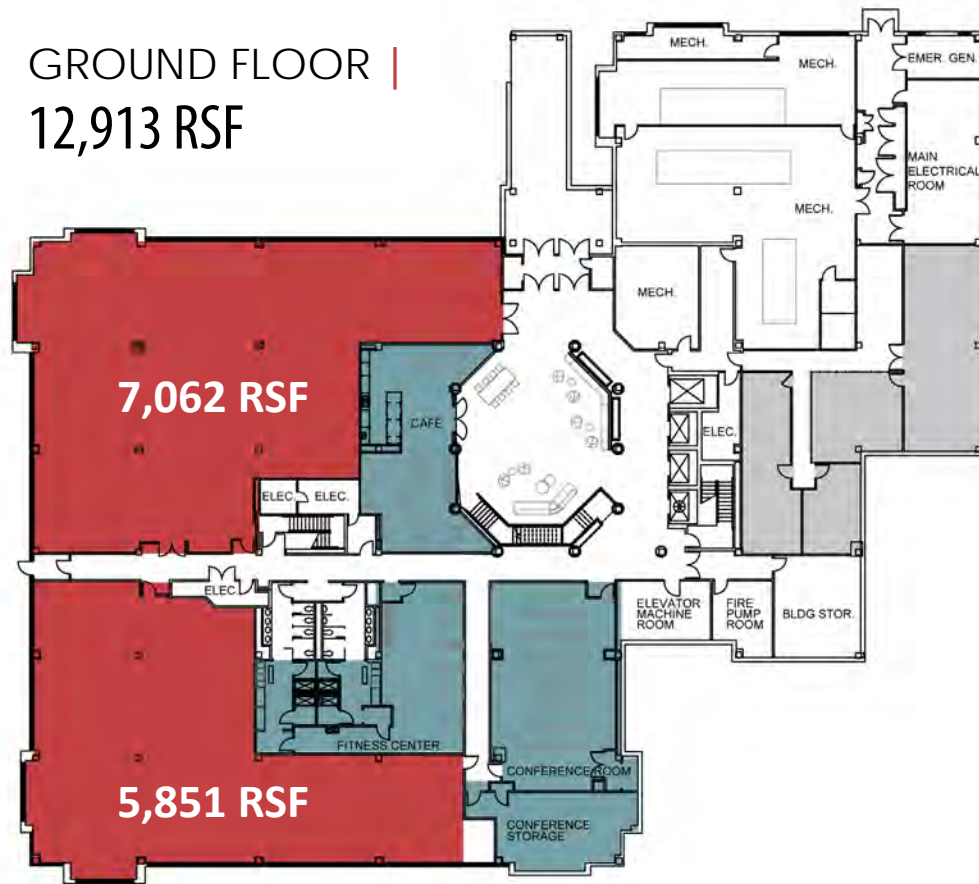 GROUND FLOOR |
12,913 RSF
MECH.
MECH.
EMER. GEN.
MAIN
ELECTRICAL
ROOM
MECH.
MECH.
7,062 RSF
CAFE
ELEC.
ELEC.
ELEC.
ELEC.
ELEVATOR
MACHINE
ROOM
FIRE
PUMP
ROOM
BLDG STOR.
FITNESS CENTER
CONFERENCE ROOM
5,851 RSF
CONFERENCE
STORAGE